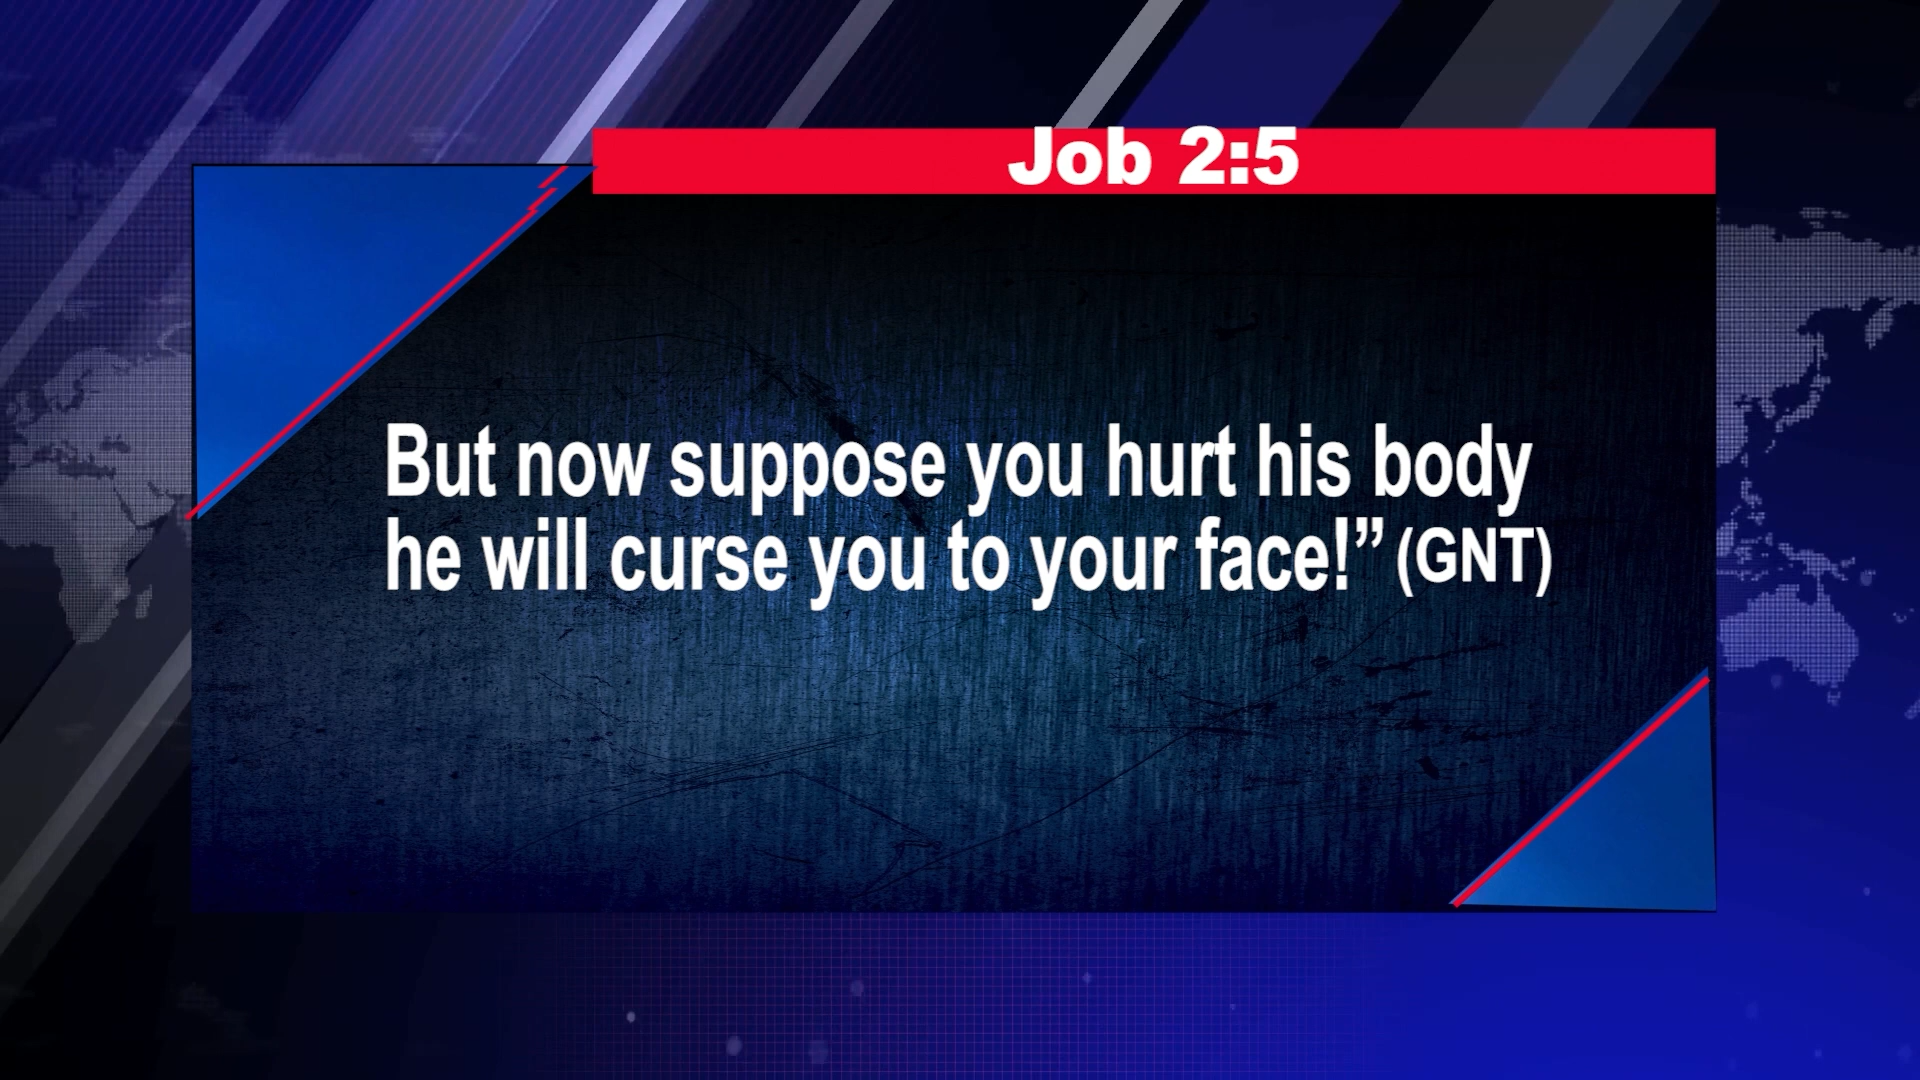 Job 2:5
But now suppose you hurt his body
he will curse you to your face!” (GNT)